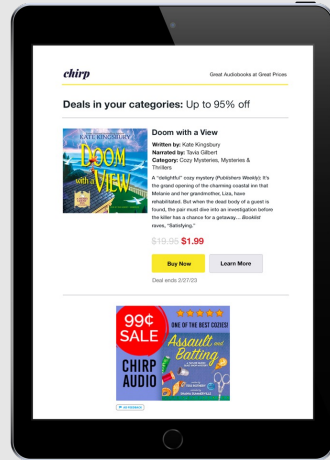 chirp
Great Audiobooks at Great Prices
Deals in your categories: Up to 95% off
KATE KINGSBURY
DOOM
with a VIEW
Doom with a View
Written by: Kate Kingsbury
Narrated by: Tavia Gilbert
Category: Cozy Mysteries, Mysteries &
Thrillers
A "delightful" cozy mystery (Publishers Weekly): It's
the grand opening of the charming coastal inn that
Melanie and her grandmother, Liza, have
rehabilitated. But when the dead body of a guest is
found, the pair must dive into an investigation before
the killer has a chance for a getaway... Booklist
raves, "Satisfying."
$19.95 $1.99
Buy Now
Learn More
Deal ends 2/27/23
99¢
SALE
CHIRP
AUDIO
ONE OF THE BEST COZIES!
Assault and
Batting